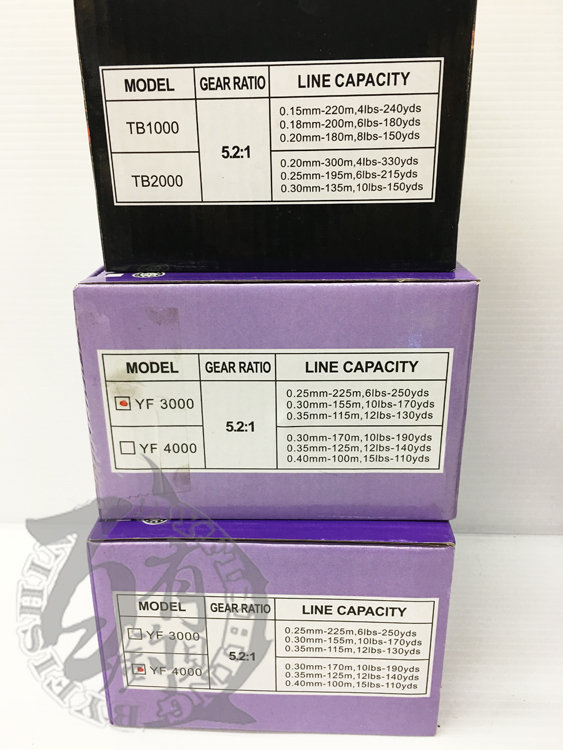 MODEL GEAR RATIO LINE CAPACITY
TB1000 5.2:1 0.15mm-220m,4lbs-240yds
0.18mm-200m,6lbs-180yds
0.20mm-180m,8lbs-150yds
TB2000 0.20mm-300m,4lbs-330yds
0.25mm-195m,6lbs-215yds
0.30mm-135m,10lbs-150yds
MODEL GEAR RATIO LINE CAPACITY
YF 3000 5.2:1 0.25mm-225m,6lbs-250yds
0.30mm-155m,10lbs-170yds
0.35mm-115m,12lbs-130yds
YF 4000 0.30mm-170m,10lbs-190yds
0.35mm-125m,12lbs-140yds
0.40mm-100m,15lbs-110yds
MODEL GEAR RATIO LINE CAPACITY
YF 3000 5.2:1 0.25mm-225m,6lbs-250yds
0.30mm-155m,10lbs-170yds
0.35mm-115m,12lbs-130yds
YF 4000 0.30mm-170m,10lbs-190yds
0.35mm-125m,12lbs-140yds
0.40mm-100m,15lbs-110yds